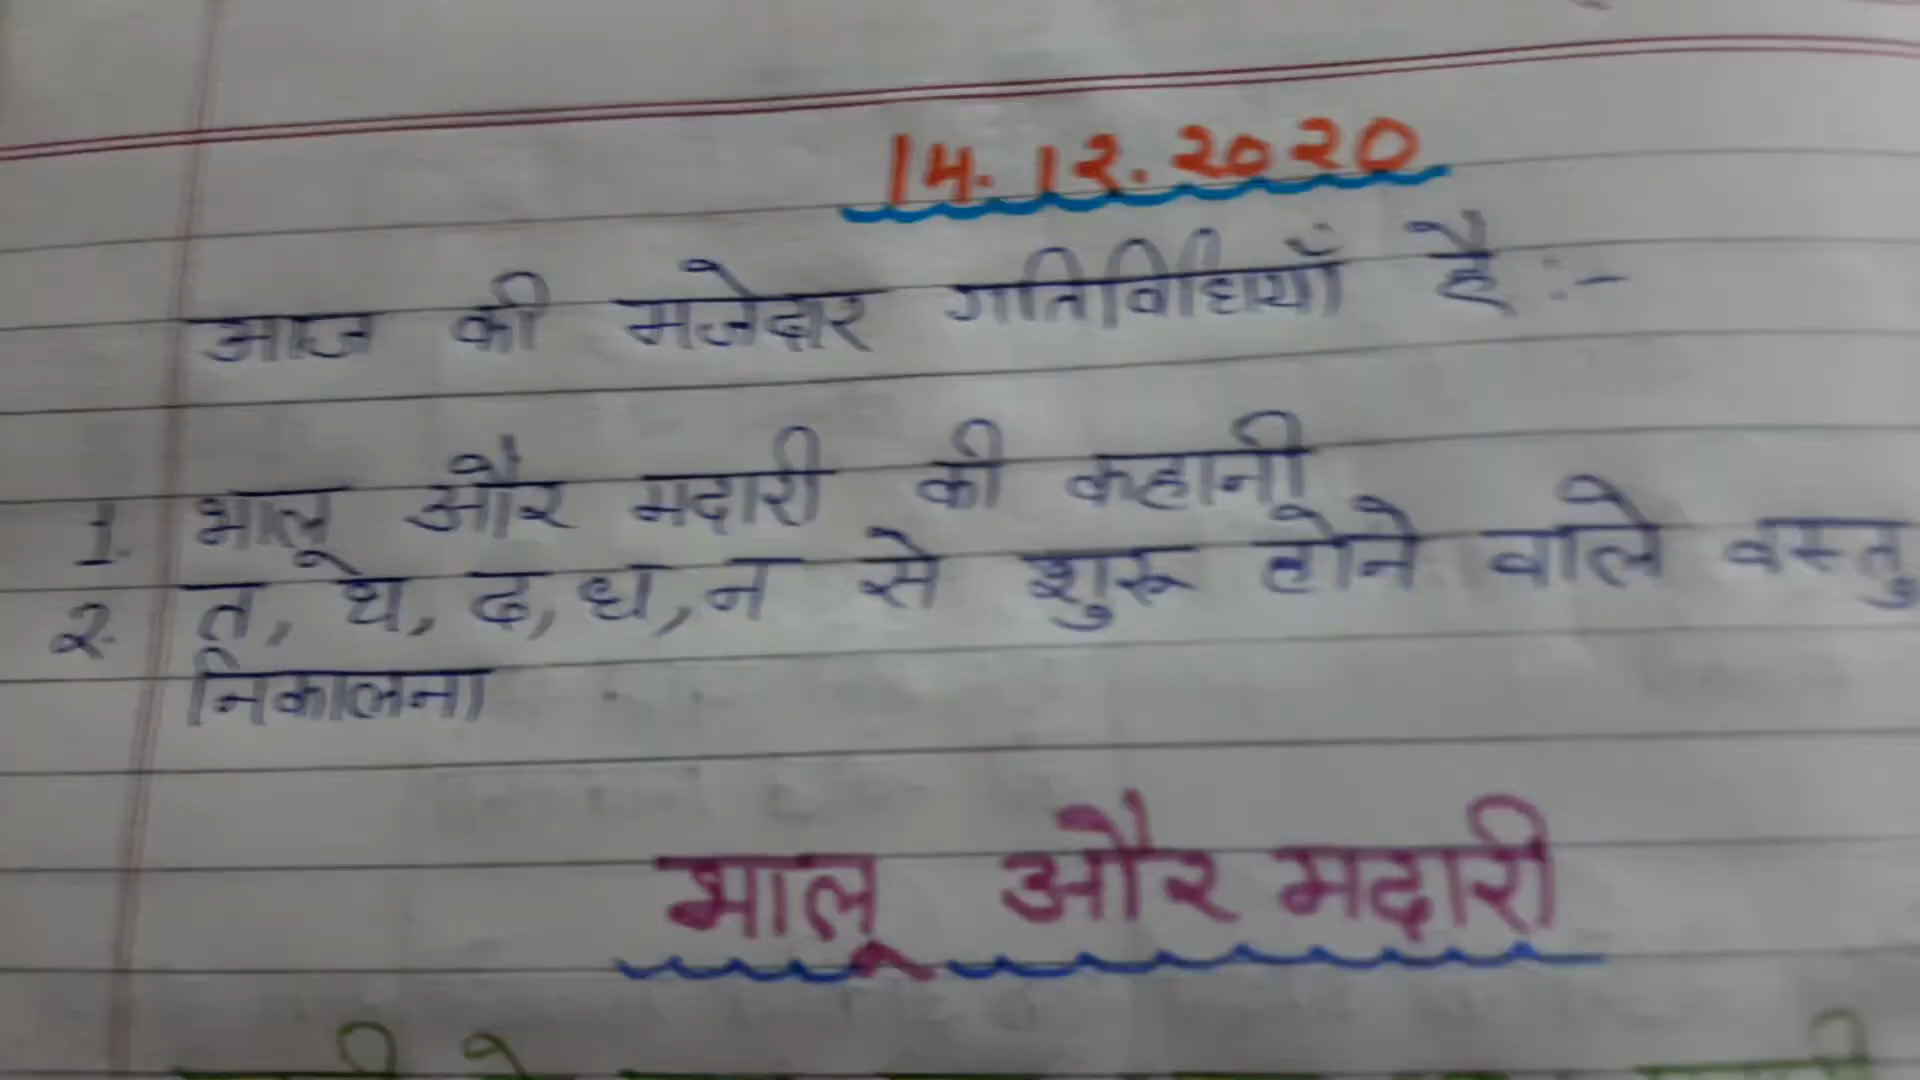 14.12.2020
आज की मजेदार गतिविधियाँ है :-
1. भालू और मदारी की कहानी
2. त, थ, द, ध, न से शुरू होने वाले वस्तु
निकालना
भालू और मदारी